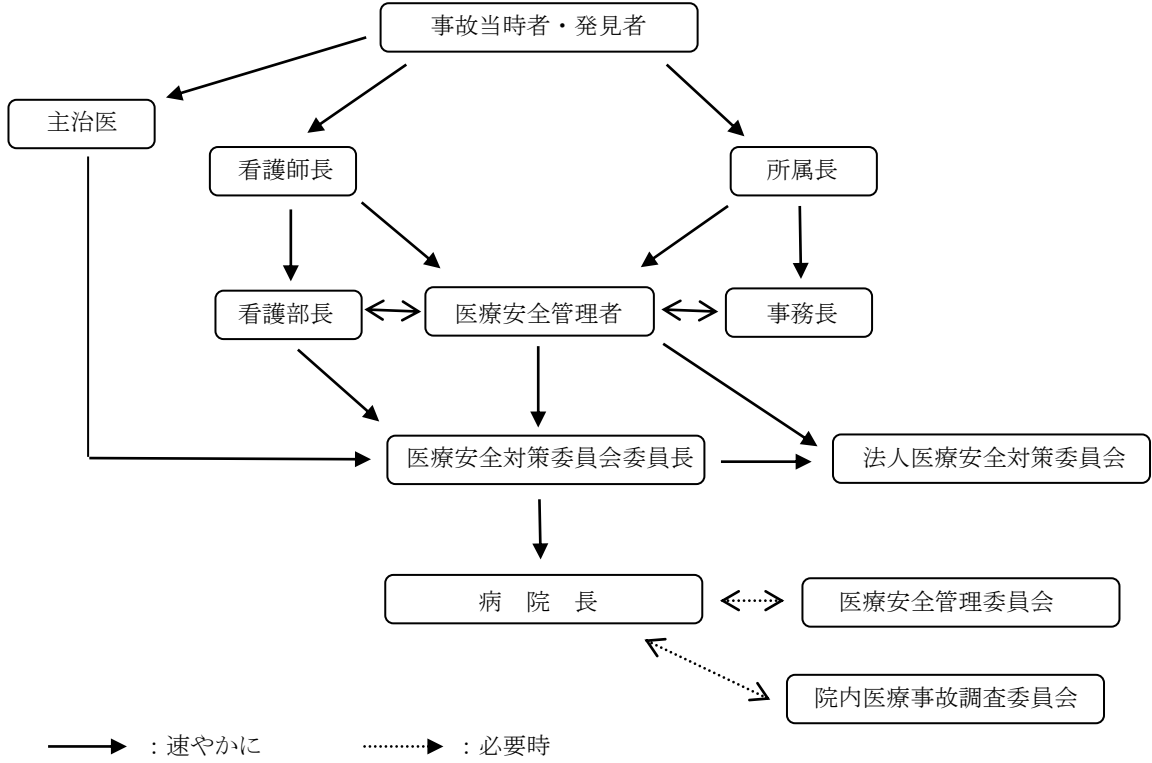 事故当時者・発見者
主治医
看護師長
所属長
看護部長
医療安全管理者
事務長
医療安全対策委員会委員長
法人医療安全対策委員会
病 院 長
医療安全管理委員会
院内医療事故調査委員会
:速やかに
:必要時